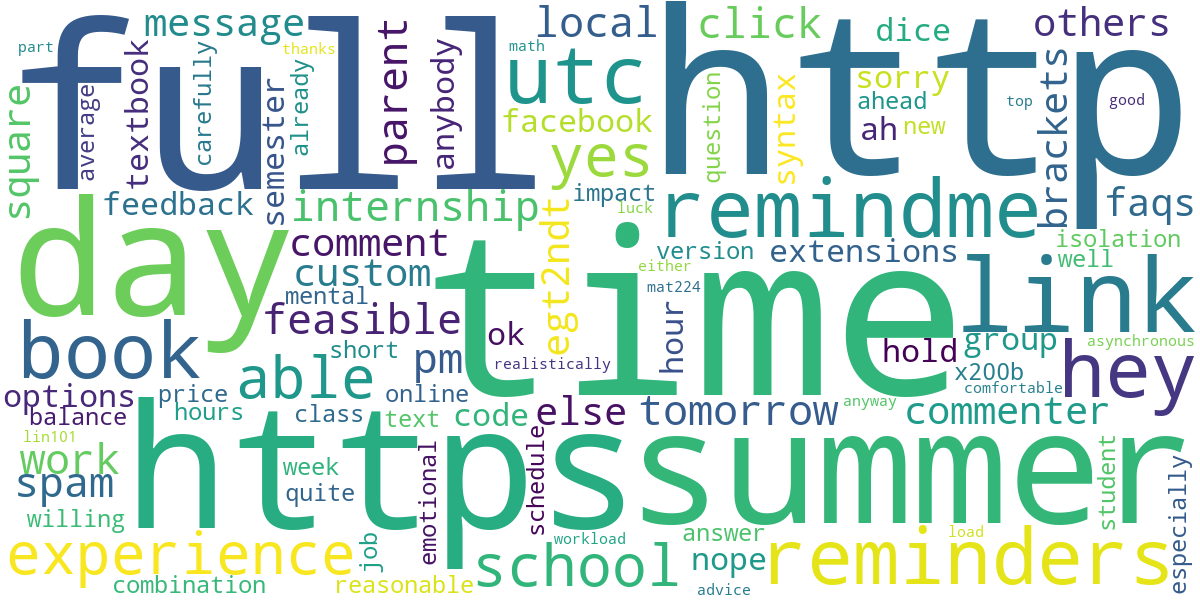 part
message
thanks
parent
math
local
click
dice
others
full
http
textbook
carefully
already
anybody
utc
facebook
question
syntax
sorry
ahead
ah
new
top
good
brackets
square
average
semester
yes
feedback
internship
impact
luck
remindme
faqs
day
time
comment
custom
mental
egt2ndt
version
either
mat224
extensions
isolation
well
link
book
feasible
ok
short
pm
realistically
hour
hold
group
asynchronous
x200b
comfortable
hey
options
price
able
online
balance
hours
class
text
code
else
tomorrow
anyway
commenter
lin101
work
https
summer
spam
week
quite
emotional
schedule
student
especially
willing
experience
job
workload
answer
load
school
nope
reminders
combination
reasonable
advice